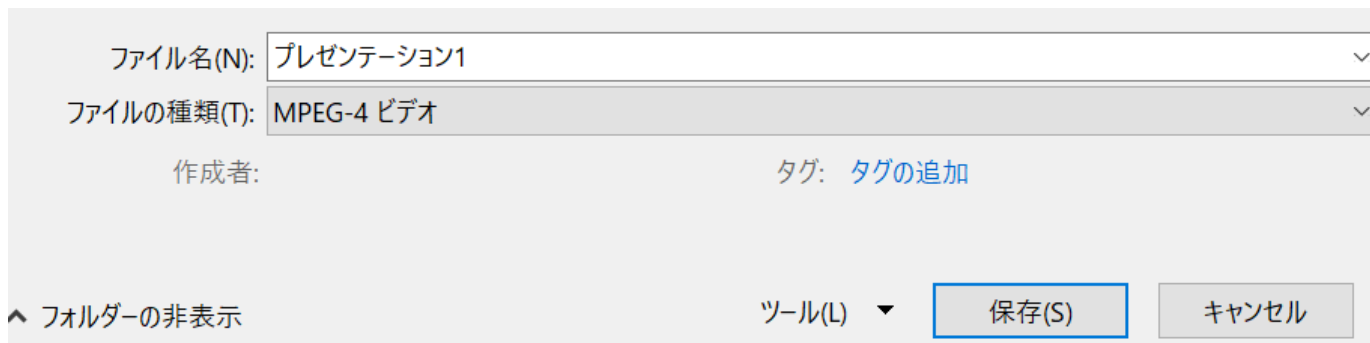 ファイル名(N): プレゼンテーション1
ファイルの種類(T): MPEG-4 ビデオ
作成者: タグ: タグの追加
フォルダーの非表示 ツール(L) 保存(S) キャンセル